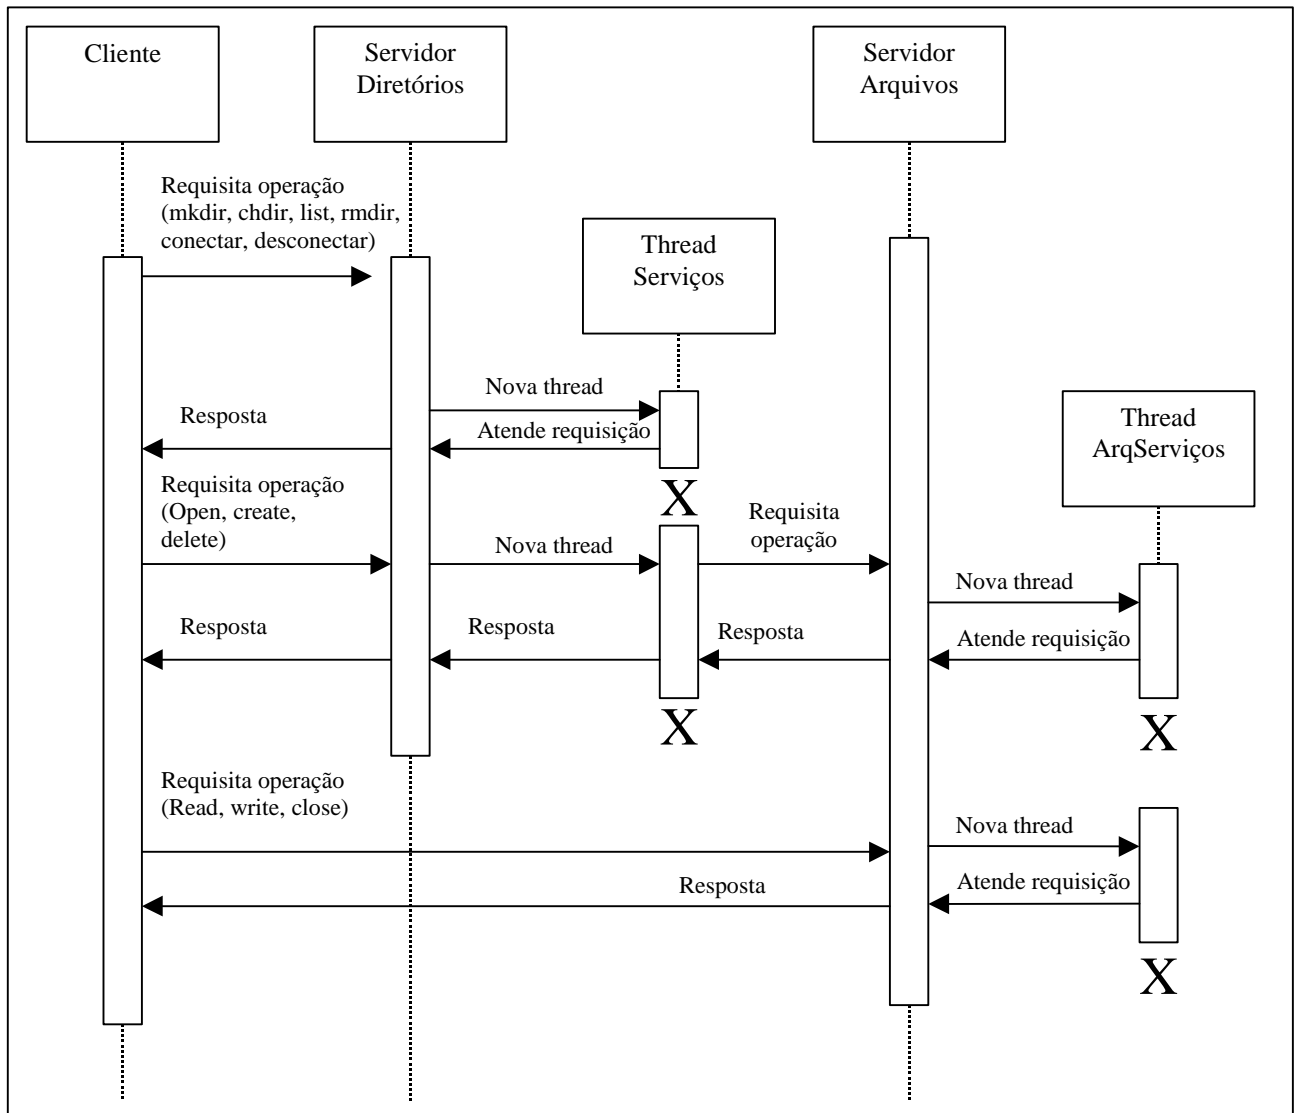 Cliente
Servidor
Diretórios
Servidor
Arquivos
Requisita operação
(mkdir, chdir, list, rmdir,
conectar, desconectar)
Thread
Serviços
Nova thread
Resposta
Atende requisição
Thread
ArqServiços
X
Requisita operação
(Open, create,
delete)
Nova thread
Requisita
operação
Nova thread
Resposta
Resposta
Resposta
Atende requisição
X
X
Requisita operação
(Read, write, close)
Nova thread
Resposta
Atende requisição
X